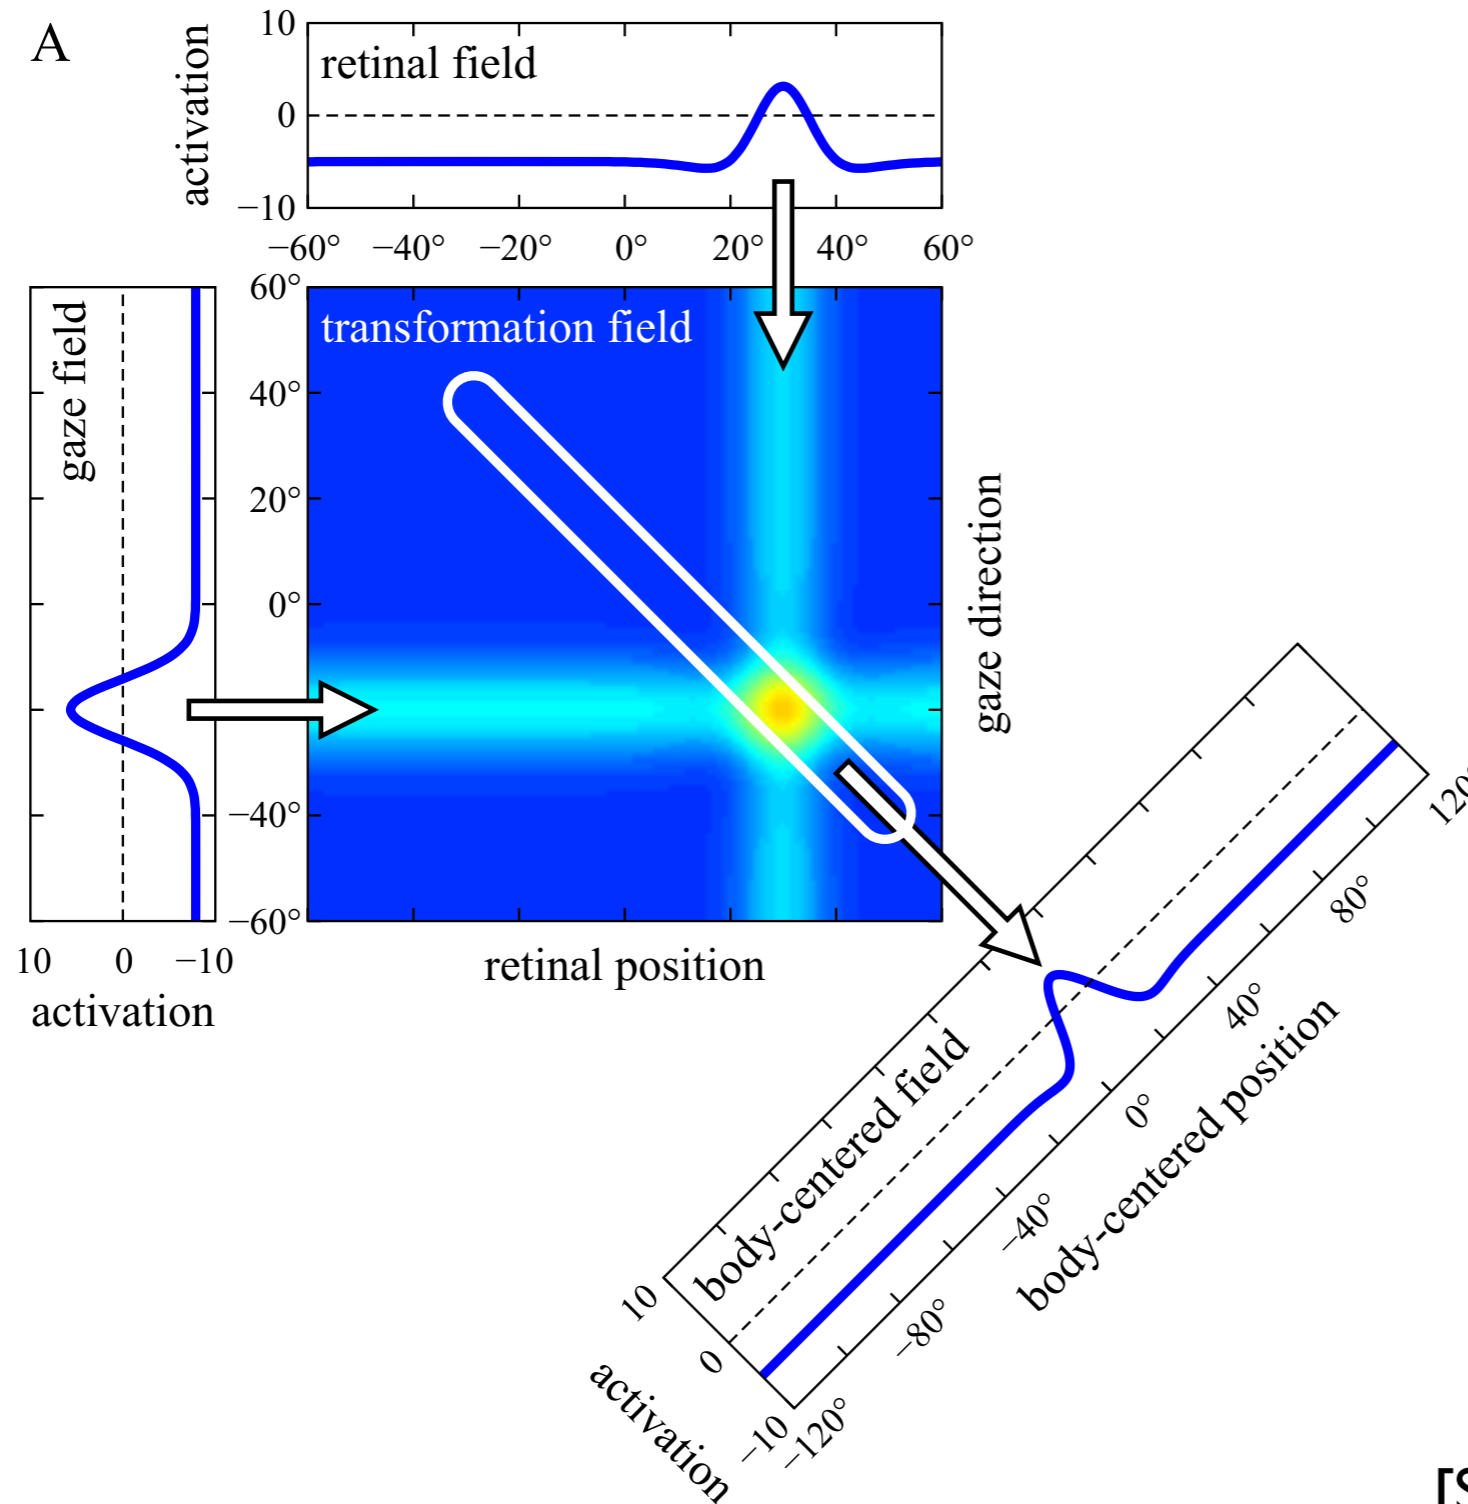 A
activation
10
0
−10
retinal field
−60° −40° −20° 0° 20° 40° 60°
gaze field
10 0 −10
activation
60°
40°
20°
0°
−40°
−60°
transformation field
retinal position
gaze direction
body-centered field
10
0
−10
activation
−120°
−80°
−40°
0°
40°
80°
120°
body-centered position
[S